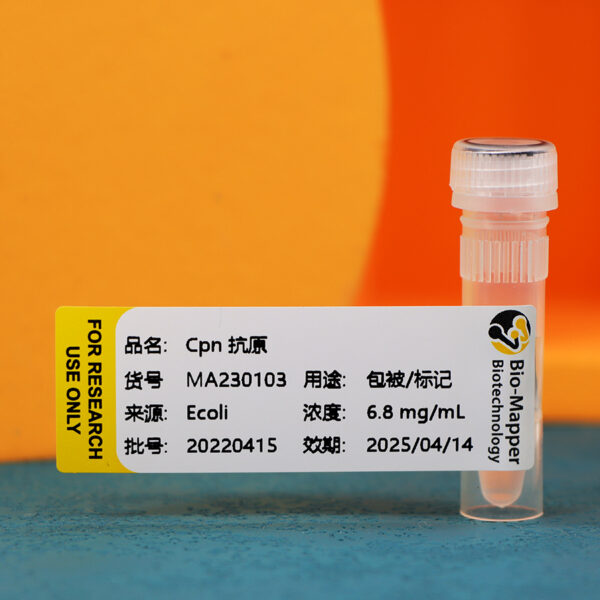 FOR RESEARCH
USE ONLY
品名: Cpn 抗原
货号 MA230103 用途: 包被/标记
来源: Ecoli 浓度: 6.8 mg/mL
批号: 20220415 效期: 2025/04/14
Bio-Mapper
Biotechnology